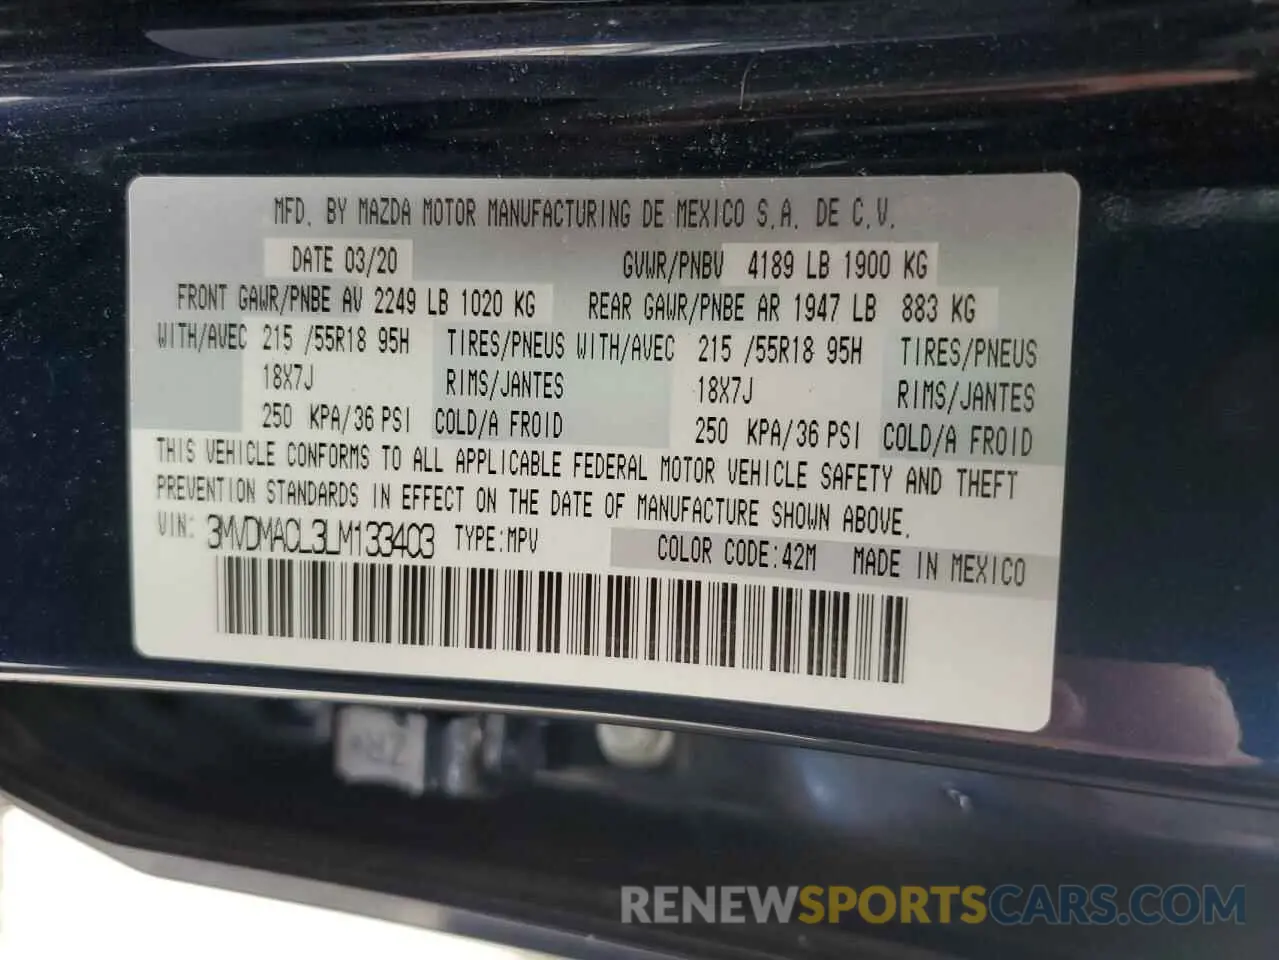 MFD. BY MAZDA MOTOR MANUFACTURING DE MEXICO S.A. DE C.V.
DATE 03/20 GVWR/PNBV 4189 LB 1900 KG
FRONT GAWR/PNBE AV 2249 LB 1020 KG REAR GAWR/PNBE AR 1947 LB 883 KG
WITH/AVEC 215 /55R18 95H TIRES/PNEUS WITH/AVEC 215 /55R18 95H TIRES/PNEUS
18X7J RIMS/JANTES 18X7J RIMS/JANTES
250 KPA/36 PSI COLD/A FROID 250 KPA/36 PSI COLD/A FROID
THIS VEHICLE CONFORMS TO ALL APPLICABLE FEDERAL MOTOR VEHICLE SAFETY AND THEFT
PREVENTION STANDARDS IN EFFECT ON THE DATE OF MANUFACTURE SHOWN ABOVE.
VIN: 3MVDMACL3LM133403 TYPE:MPV COLOR CODE:42M MADE IN MEXICO
RENEWSPORTSCARS.COM